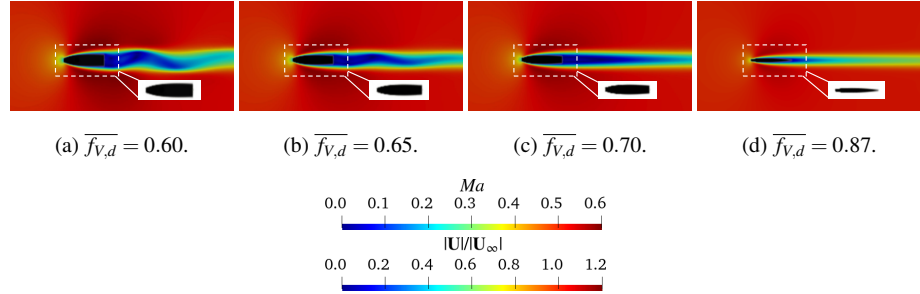 (a) $\overline{f_{V,d}} = 0.60.$
(b) $\overline{f_{V,d}} = 0.65.$
(c) $\overline{f_{V,d}} = 0.70.$
(d) $\overline{f_{V,d}} = 0.87.$
Ma
0.0 0.1 0.2 0.3 0.4 0.5 0.6
|U|/|U∞|
0.0 0.2 0.4 0.6 0.8 1.0 1.2